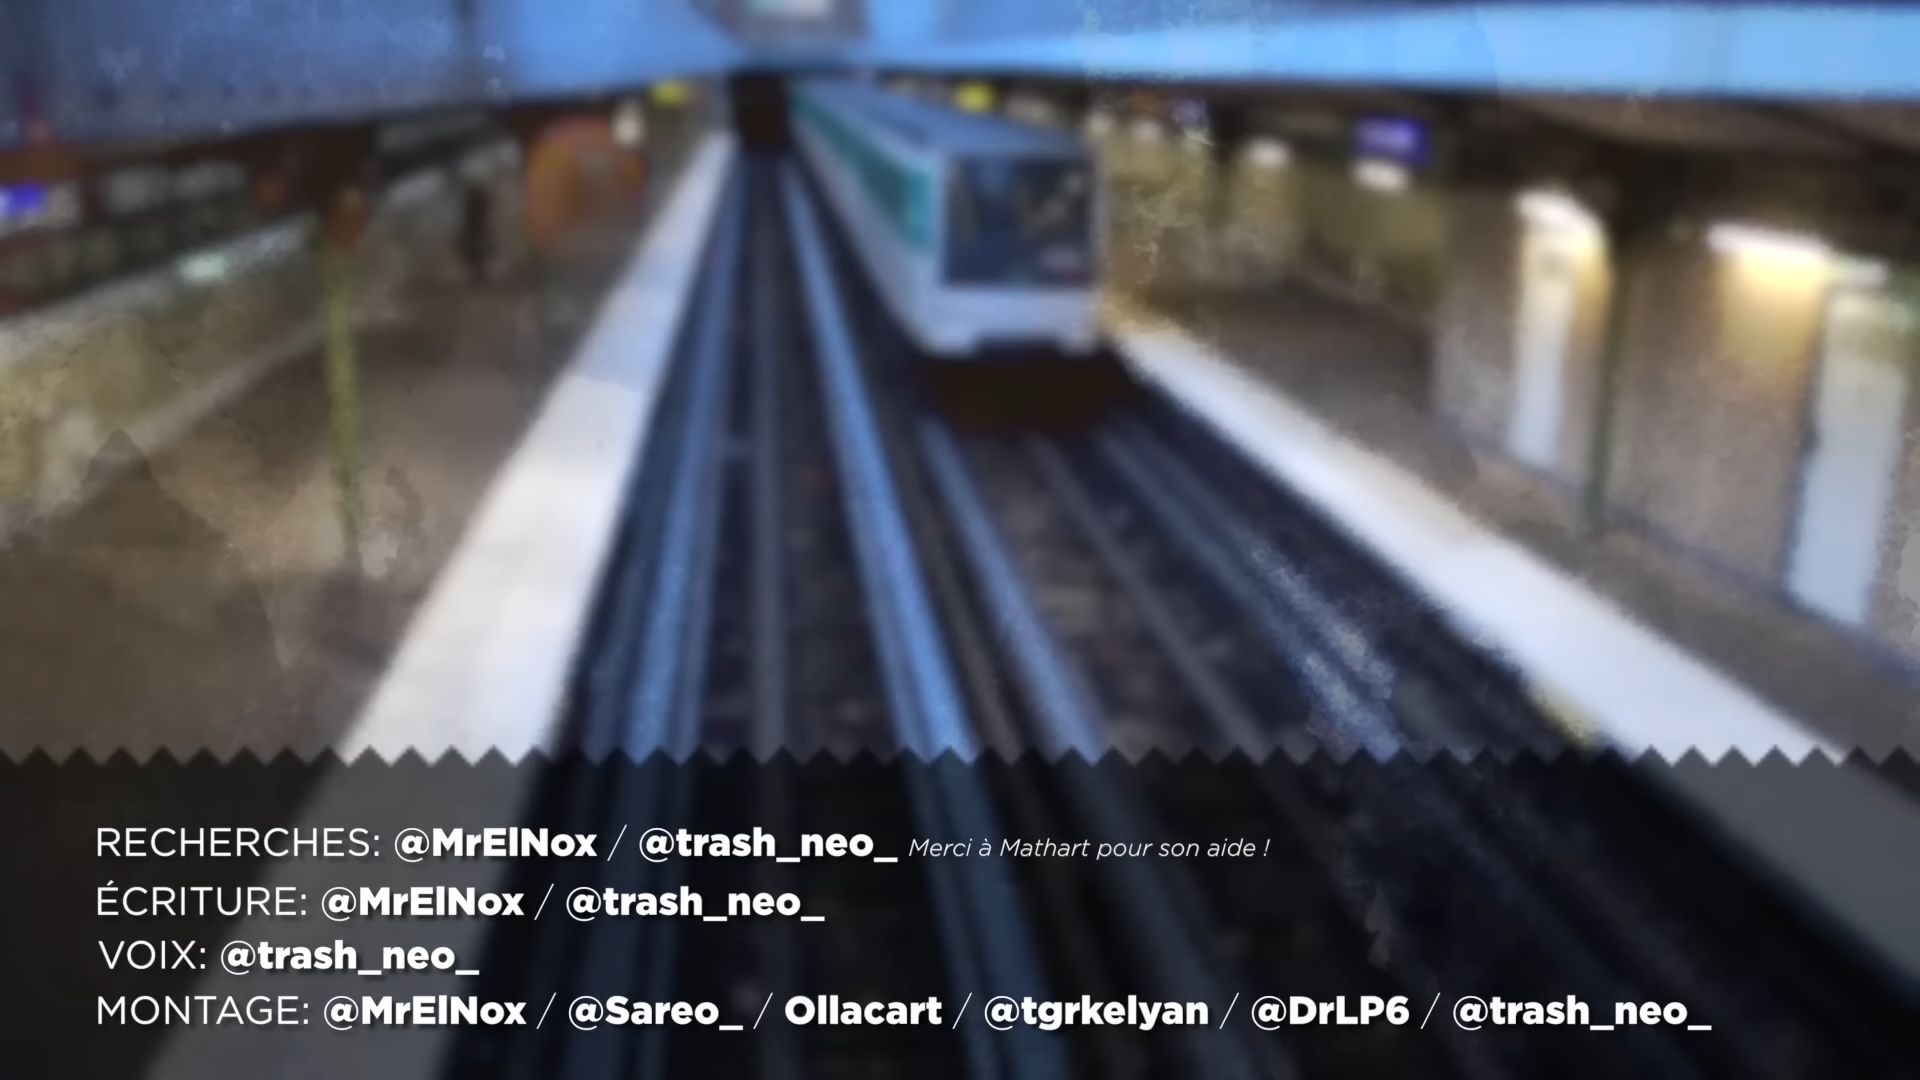 RECHERCHES: @MrElNox / @trash_neo_ Merci à Mathart pour son aide !
ÉCRITURE: @MrElNox / @trash_neo_
VOIX: @trash_neo_
MONTAGE: @MrElNox / @Sareo_ / Ollacart / @tgrkelyan / @DrLP6 / @trash_neo_